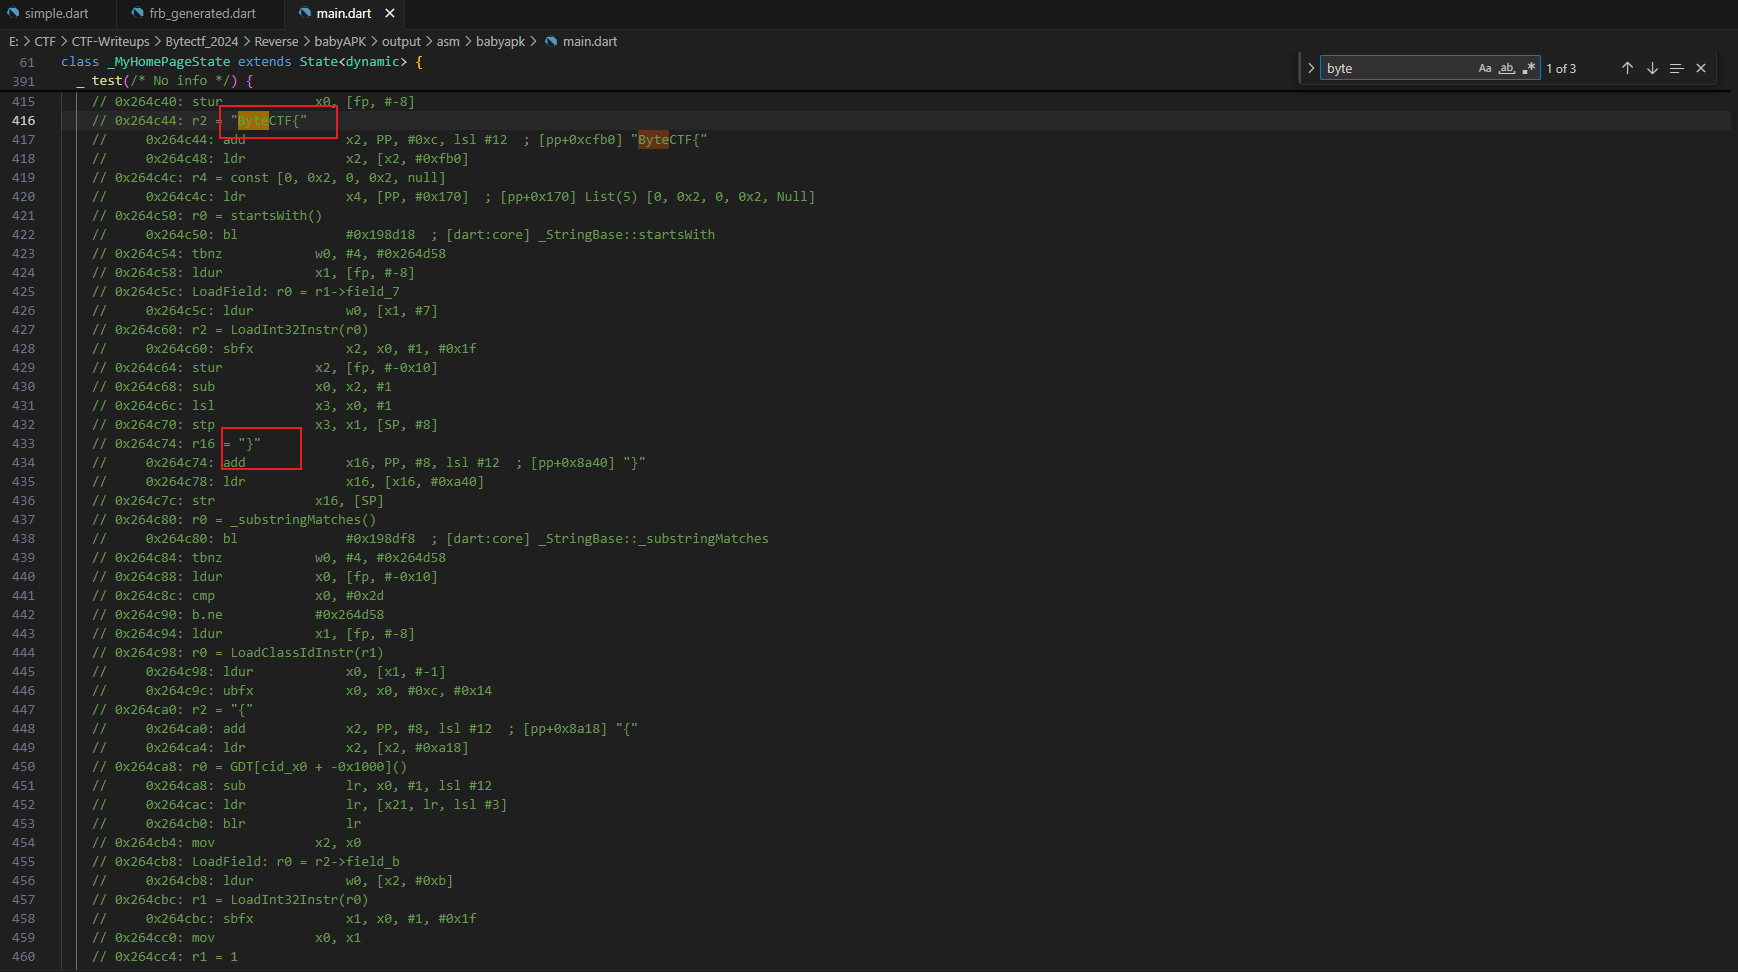 simple.dart frb_generated.dart main.dart
E: > CTF > CTF-Writeups > Bytectf_2024 > Reverse > babyAPK > output > asm > babyapk > main.dart
61 class _MyHomePageState extends State<dynamic> {
byte Aa ab .* 1 of 3
391 _ test(/* No info */) {
415 // 0x264c40: stur x0, [fp, #-8]
416 // 0x264c44: r2 = "ByteCTF{"
417 // 0x264c44: add x2, PP, #0xc, lsl #12 ; [pp+0xcfb0] "ByteCTF{"
418 // 0x264c48: ldr x2, [x2, #0xfb0]
419 // 0x264c4c: r4 = const [0, 0x2, 0, 0x2, null]
420 // 0x264c4c: ldr x4, [PP, #0x170] ; [pp+0x170] List(5) [0, 0x2, 0, 0x2, Null]
421 // 0x264c50: r0 = startsWith()
422 // 0x264c50: bl #0x198d18 ; [dart:core] _StringBase::startsWith
423 // 0x264c54: tbnz w0, #4, #0x264d58
424 // 0x264c58: ldur x1, [fp, #-8]
425 // 0x264c5c: LoadField: r0 = r1->field_7
426 // 0x264c5c: ldur w0, [x1, #7]
427 // 0x264c60: r2 = LoadInt32Instr(r0)
428 // 0x264c60: sbfx x2, x0, #1, #0x1f
429 // 0x264c64: stur x2, [fp, #-0x10]
430 // 0x264c68: sub x0, x2, #1
431 // 0x264c6c: lsl x3, x0, #1
432 // 0x264c70: stp x3, x1, [SP, #8]
433 // 0x264c74: r16 = "}"
434 // 0x264c74: add x16, PP, #8, lsl #12 ; [pp+0x8a40] "}"
435 // 0x264c78: ldr x16, [x16, #0xa40]
436 // 0x264c7c: str x16, [SP]
437 // 0x264c80: r0 = _substringMatches()
438 // 0x264c80: bl #0x198df8 ; [dart:core] _StringBase::_substringMatches
439 // 0x264c84: tbnz w0, #4, #0x264d58
440 // 0x264c88: ldur x0, [fp, #-0x10]
441 // 0x264c8c: cmp x0, #0x2d
442 // 0x264c90: b.ne #0x264d58
443 // 0x264c94: ldur x1, [fp, #-8]
444 // 0x264c98: r0 = LoadClassIdInstr(r1)
445 // 0x264c98: ldur x0, [x1, #-1]
446 // 0x264c9c: ubfx x0, x0, #0xc, #0x14
447 // 0x264ca0: r2 = "{"
448 // 0x264ca0: add x2, PP, #8, lsl #12 ; [pp+0x8a18] "{"
449 // 0x264ca4: ldr x2, [x2, #0xa18]
450 // 0x264ca8: r0 = GDT[cid_x0 + -0x1000]()
451 // 0x264ca8: sub lr, x0, #1, lsl #12
452 // 0x264cac: ldr lr, [x21, lr, lsl #3]
453 // 0x264cb0: blr lr
454 // 0x264cb4: mov x2, x0
455 // 0x264cb8: LoadField: r0 = r2->field_b
456 // 0x264cb8: ldur w0, [x2, #0xb]
457 // 0x264cbc: r1 = LoadInt32Instr(r0)
458 // 0x264cbc: sbfx x1, x0, #1, #0x1f
459 // 0x264cc0: mov x0, x1
460 // 0x264cc4: r1 = 1